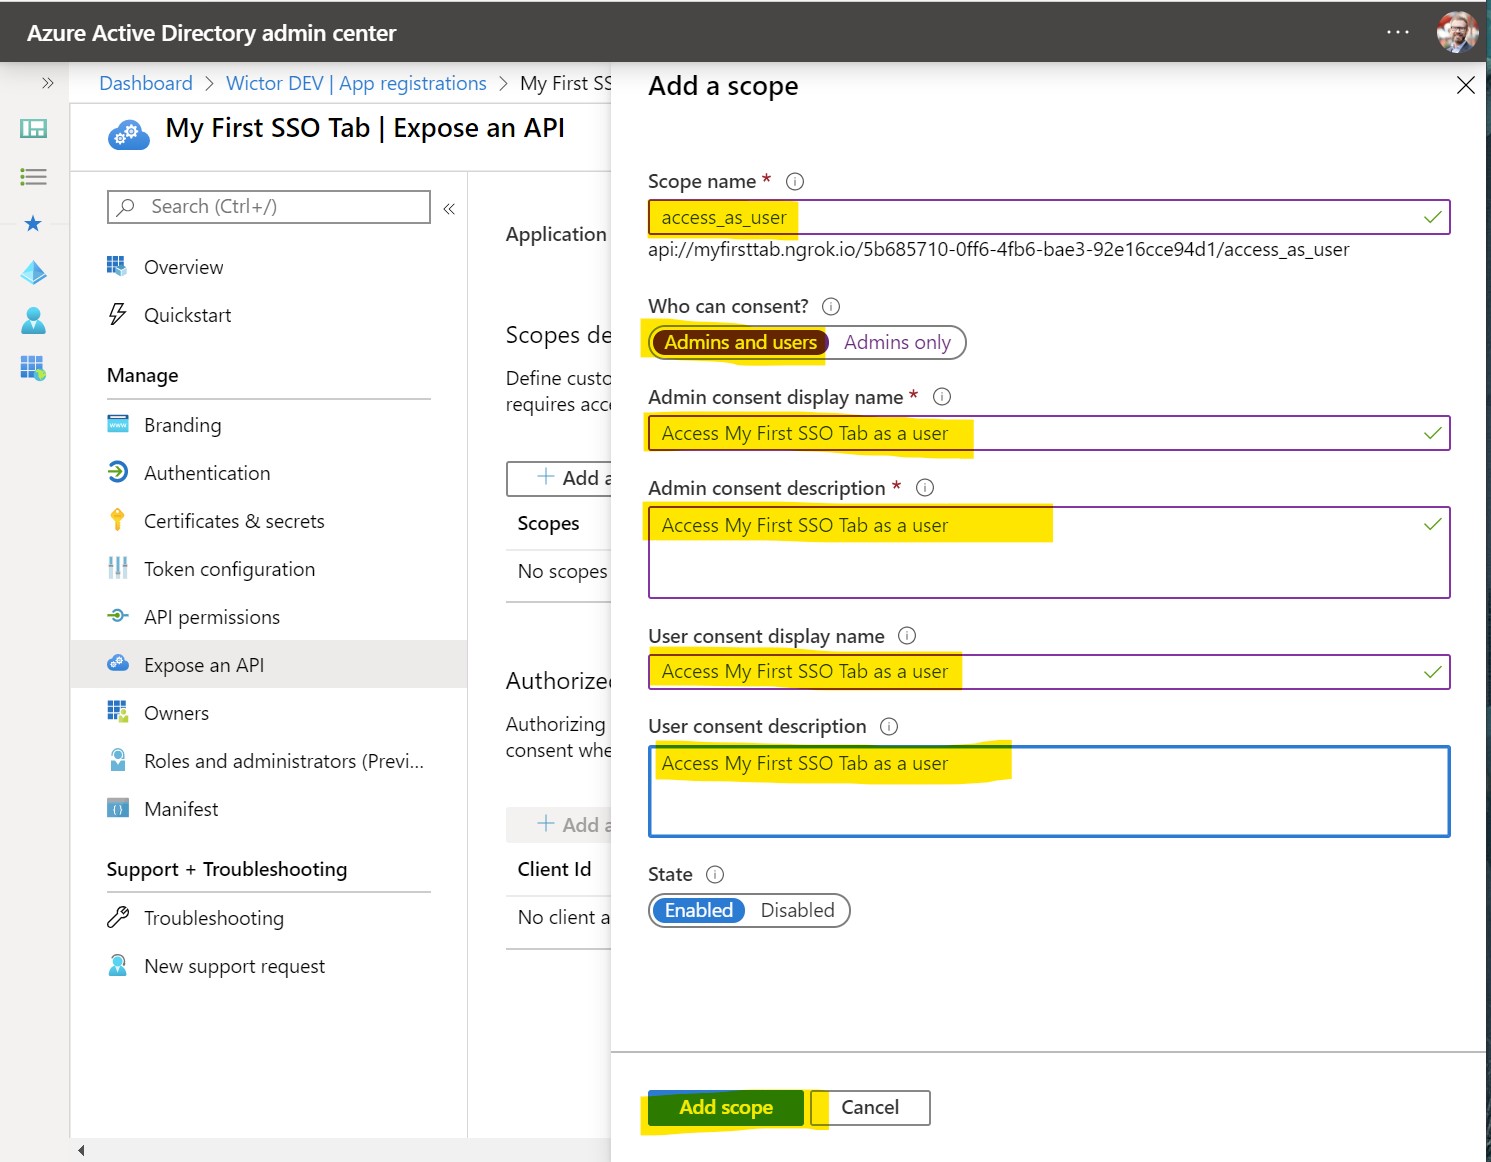 Azure Active Directory admin center
Dashboard > Wictor DEV | App registrations > My First SS
My First SSO Tab | Expose an API
Search (Ctrl+/)
Overview
Quickstart
Manage
Branding
Authentication
Certificates & secrets
Token configuration
API permissions
Expose an API
Owners
Roles and administrators (Previ...
Manifest
Support + Troubleshooting
Troubleshooting
New support request
Application
Scopes de
Define custo
requires acc
+ Add a
Scopes
No scopes
Authorized
Authorizing
consent whe
+ Add a
Client Id
No client a
Add a scope
Scope name *
access_as_user
api://myfirsttab.ngrok.io/5b685710-0ff6-4fb6-bae3-92e16cce94d1/access_as_user
Who can consent?
Admins and users Admins only
Admin consent display name *
Access My First SSO Tab as a user
Admin consent description *
Access My First SSO Tab as a user
User consent display name
Access My First SSO Tab as a user
User consent description
Access My First SSO Tab as a user
State
Enabled Disabled
Add scope Cancel